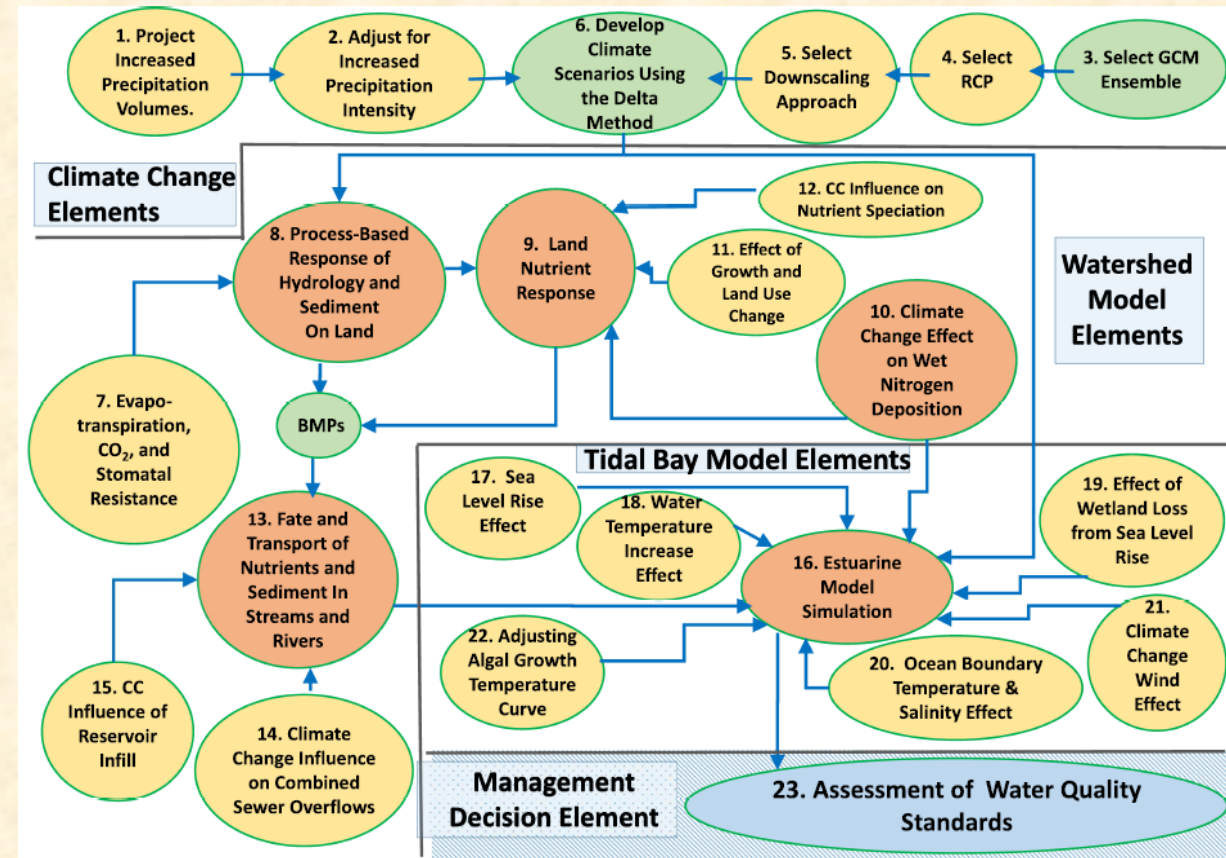 1. Project
Increased
Precipitation
Volumes.
2. Adjust for
Increased
Precipitation
Intensity
6. Develop
Climate
Scenarios Using
the Delta
Method
5. Select
Downscaling
Approach
4. Select
RCP
3. Select GCM
Ensemble
Climate Change
Elements
12. CC Influence on
Nutrient Speciation
8. Process-Based
Response of
Hydrology and
Sediment
On Land
9. Land
Nutrient
Response
11. Effect of
Growth and
Land Use
Change
Watershed
Model
Elements
10. Climate
Change Effect
on Wet
Nitrogen
Deposition
7. Evapo-
transpiration,
CO₂, and
Stomatal
Resistance
BMPs
Tidal Bay Model Elements
17. Sea
Level Rise
Effect
18. Water
Temperature
Increase
Effect
19. Effect of
Wetland Loss
from Sea Level
Rise
13. Fate and
Transport of
Nutrients and
Sediment In
Streams and
Rivers
16. Estuarine
Model
Simulation
22. Adjusting
Algal Growth
Temperature
Curve
20. Ocean Boundary
Temperature &
Salinity Effect
21.
Climate
Change
Wind
Effect
15. CC
Influence of
Reservoir
Infill
14. Climate
Change Influence
on Combined
Sewer Overflows
Management
Decision Element
23. Assessment of Water Quality
Standards